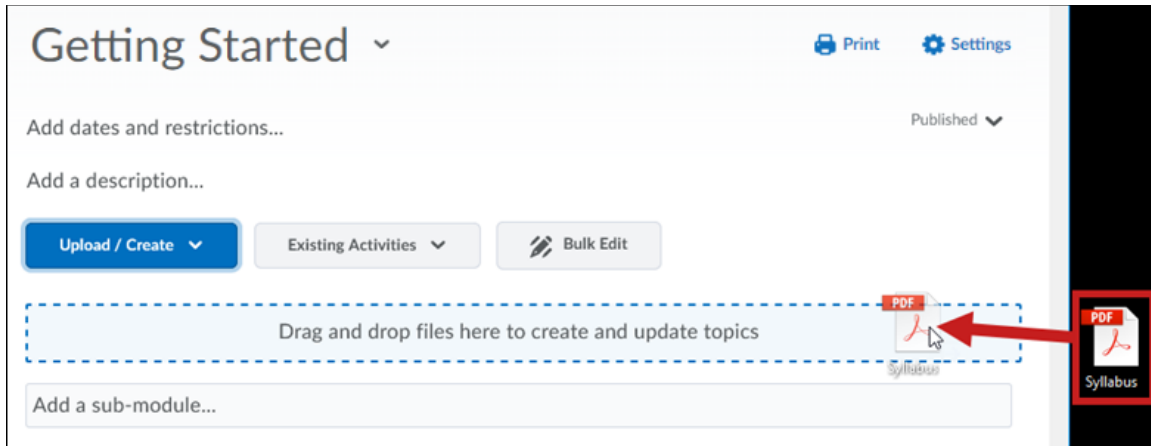 Getting Started
Print
Settings
Add dates and restrictions...
Published
Add a description...
Upload / Create
Existing Activities
Bulk Edit
PDF
Drag and drop files here to create and update topics
Syllabus
PDF
Syllabus
Add a sub-module...